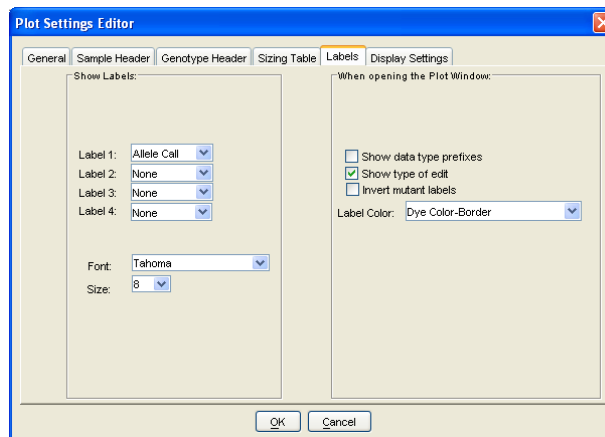 Plot Settings Editor
General Sample Header Genotype Header Sizing Table Labels Display Settings
Show Labels:
Label 1: Allele Call
Label 2: None
Label 3: None
Label 4: None
Font: Tahoma
Size: 8
When opening the Plot Window:
Show data type prefixes
Show type of edit
Invert mutant labels
Label Color: Dye Color-Border
OK Cancel